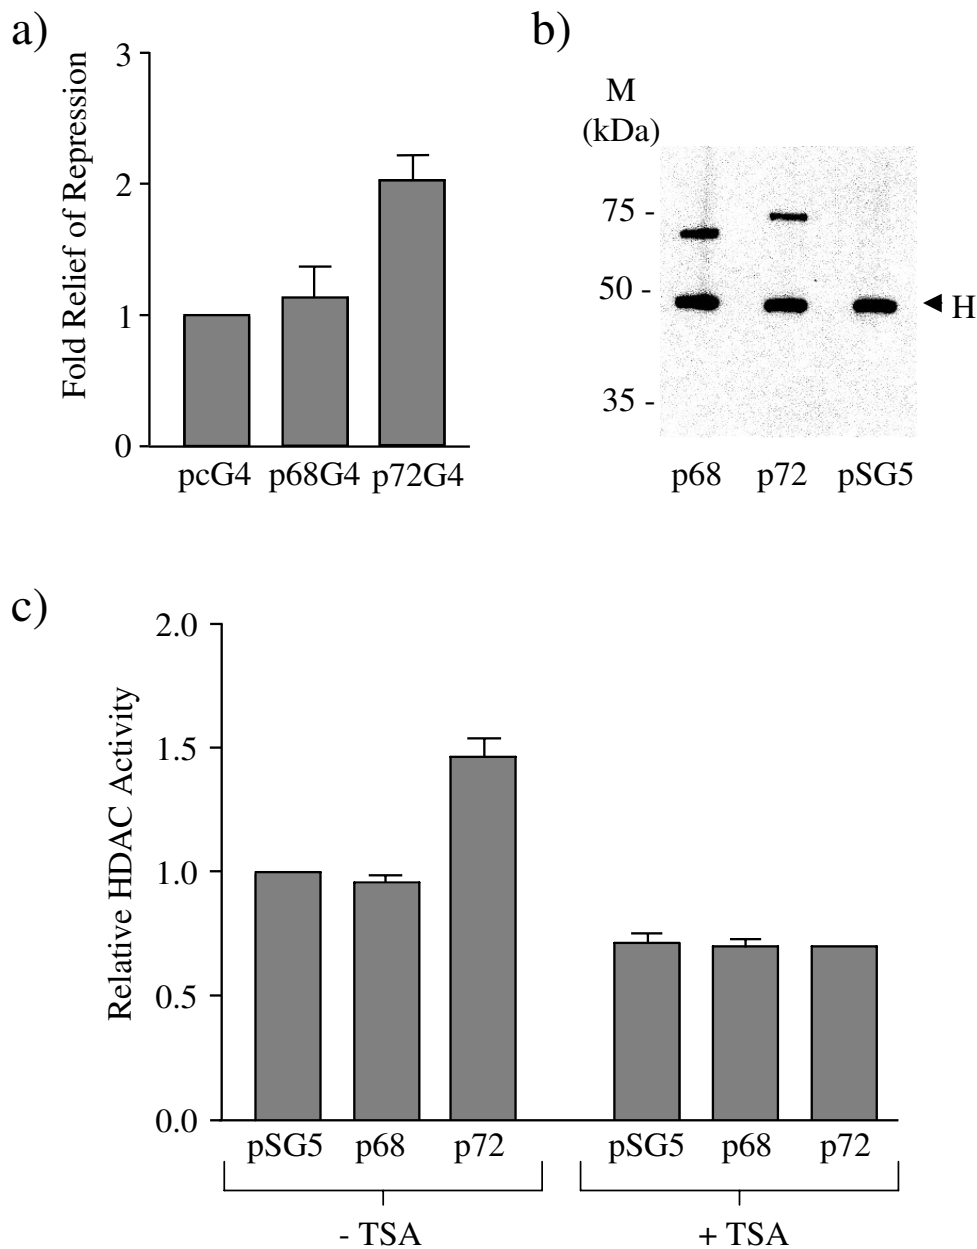 a)
Fold Relief of Repression
3
2
1
0
pcG4 p68G4 p72G4
b)
M
(kDa)
75 -
50 -
35 -
H
p68 p72 pSG5
c)
Relative HDAC Activity
2.0
1.5
1.0
0.5
0.0
pSG5 p68 p72 pSG5 p68 p72
- TSA + TSA